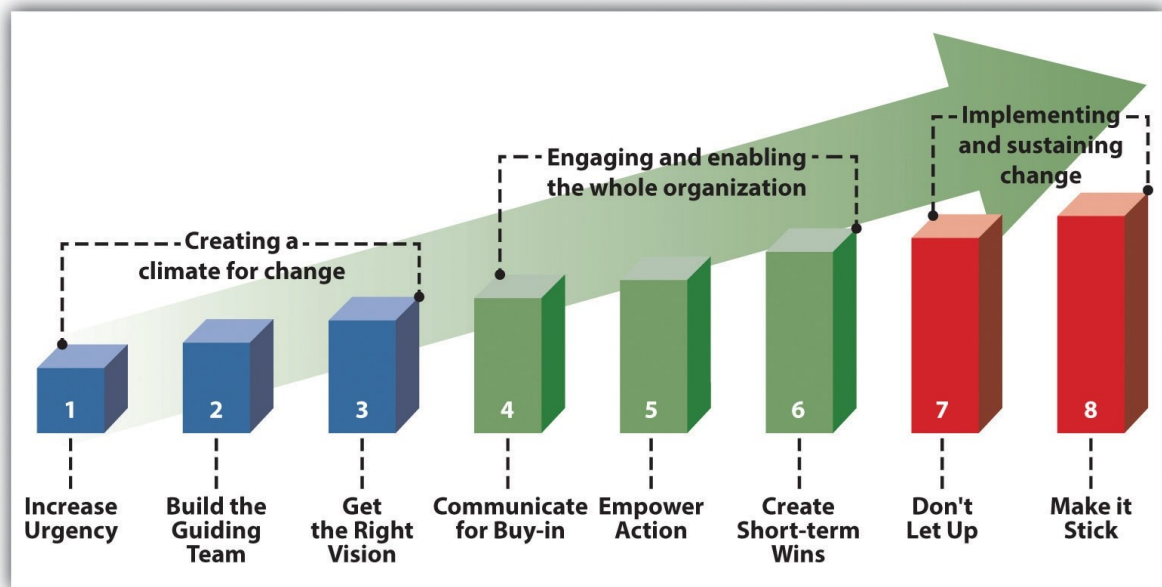 Implementing
and sustaining
change
Engaging and enabling
the whole organization
Creating a
climate for change
1
2
3
4
5
6
7
8
Increase
Urgency
Build the
Guiding
Team
Get
the Right
Vision
Communicate
for Buy-in
Empower
Action
Create
Short-term
Wins
Don't
Let Up
Make it
Stick